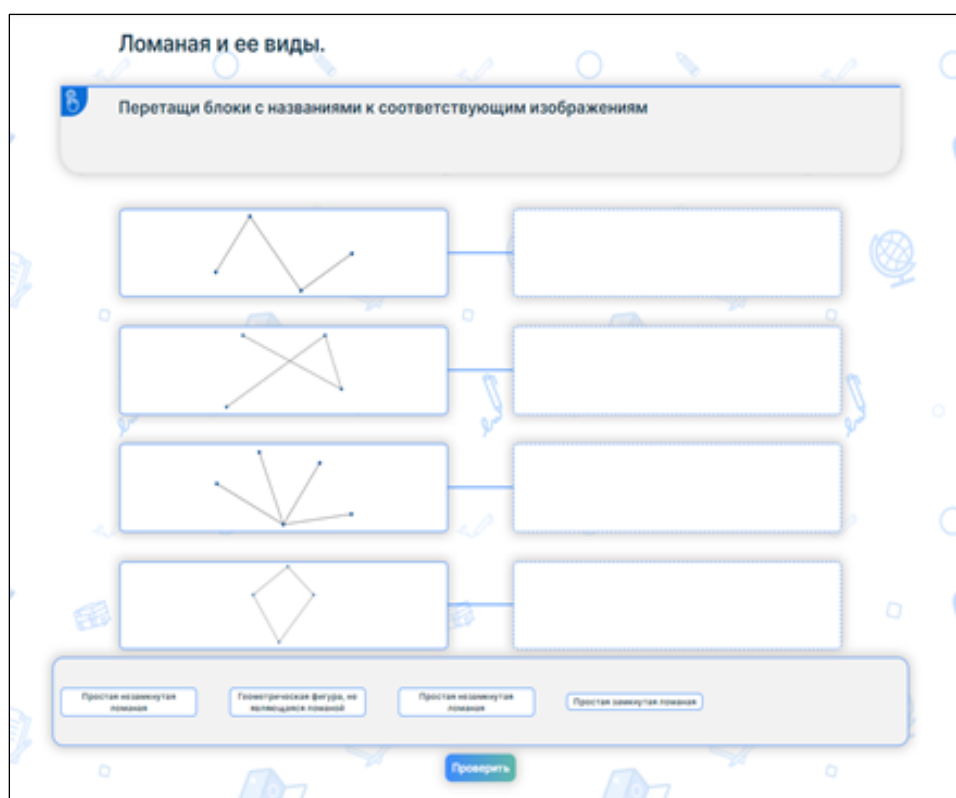 Ломаная и ее виды.
Перетащи блоки с названиями к соответствующим изображениям
Простая незамкнутая
ломаная
Геометрическая фигура, не
являющаяся ломаной
Простая незамкнутая
ломаная
Простая замкнутая ломаная
Проверить